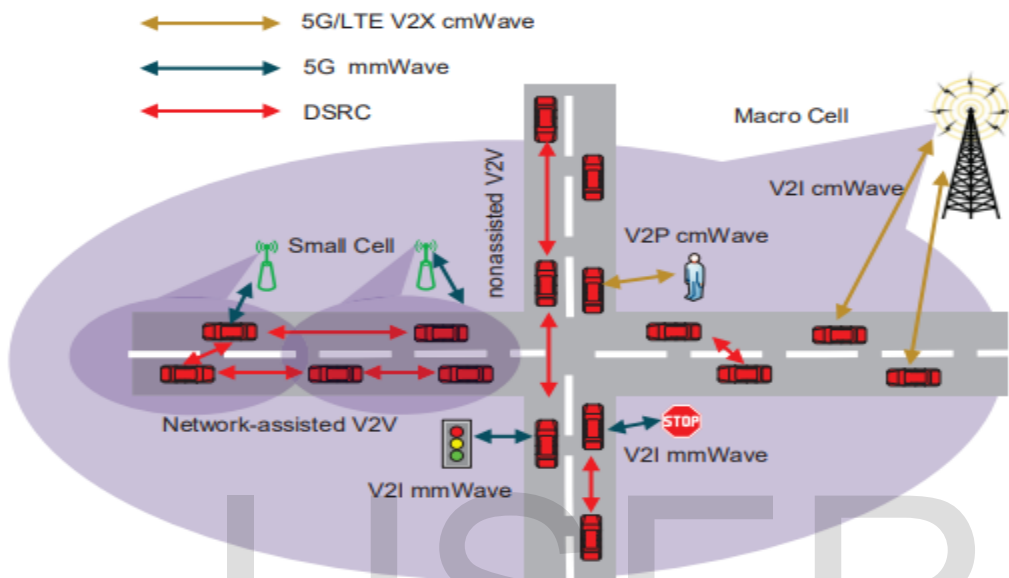 5G/LTE V2X cmWave
5G mmWave
DSRC
Macro Cell
nonassisted V2V
V2I cmWave
Small Cell
V2P cmWave
Network-assisted V2V
STOP
V2I mmWave
V2I mmWave